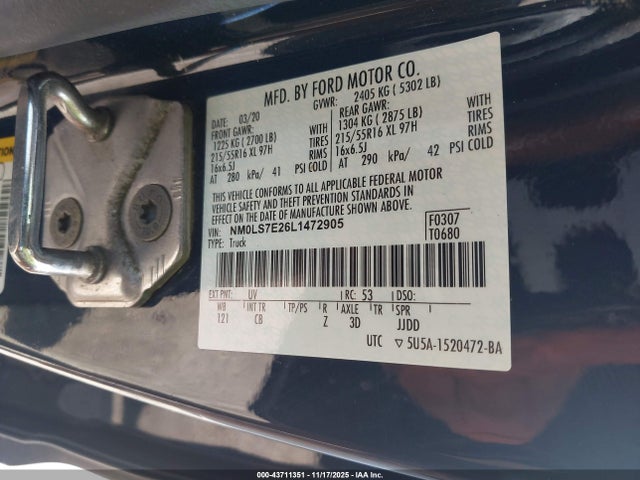 MFD. BY FORD MOTOR CO.
DATE: 03/20 GVWR: 2405 KG ( 5302 LB)
FRONT GAWR: REAR GAWR:
1225 KG ( 2700 LB) WITH 1304 KG ( 2875 LB) WITH
215/55R16 XL 97H TIRES 215/55R16 XL 97H TIRES
16x6.5J RIMS 16x6.5J RIMS
AT 280 kPa/ 41 PSI COLD AT 290 kPa/ 42 PSI COLD
THIS VEHICLE CONFORMS TO ALL APPLICABLE FEDERAL MOTOR
VEHICLE SAFETY AND THEFT PREVENTION STANDARDS IN
EFFECT ON THE DATE OF MANUFACTURE SHOWN ABOVE.
VIN: NM0LS7E26L1472905
TYPE: Truck
F0307
T0680
EXT PNT: UV RC: 53 DSO:
WB INT TR TP/PS R AXLE TR SPR
121 CB Z 3D JJDD
UTC ▽ 5U5A-1520472-BA
000-43711351 - 11/17/2025 - IAA Inc.